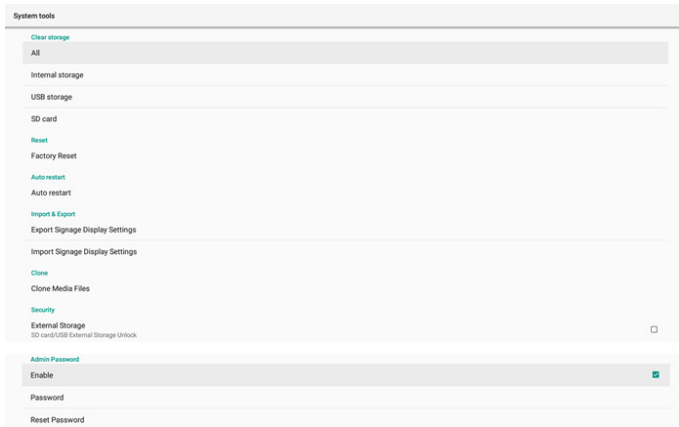 System tools
Clear storage
All
Internal storage
USB storage
SD card
Reset
Factory Reset
Auto restart
Auto restart
Import & Export
Export Signage Display Settings
Import Signage Display Settings
Clone
Clone Media Files
Security
External Storage
SD card/USB External Storage Unlock
Admin Password
Enable
Password
Reset Password